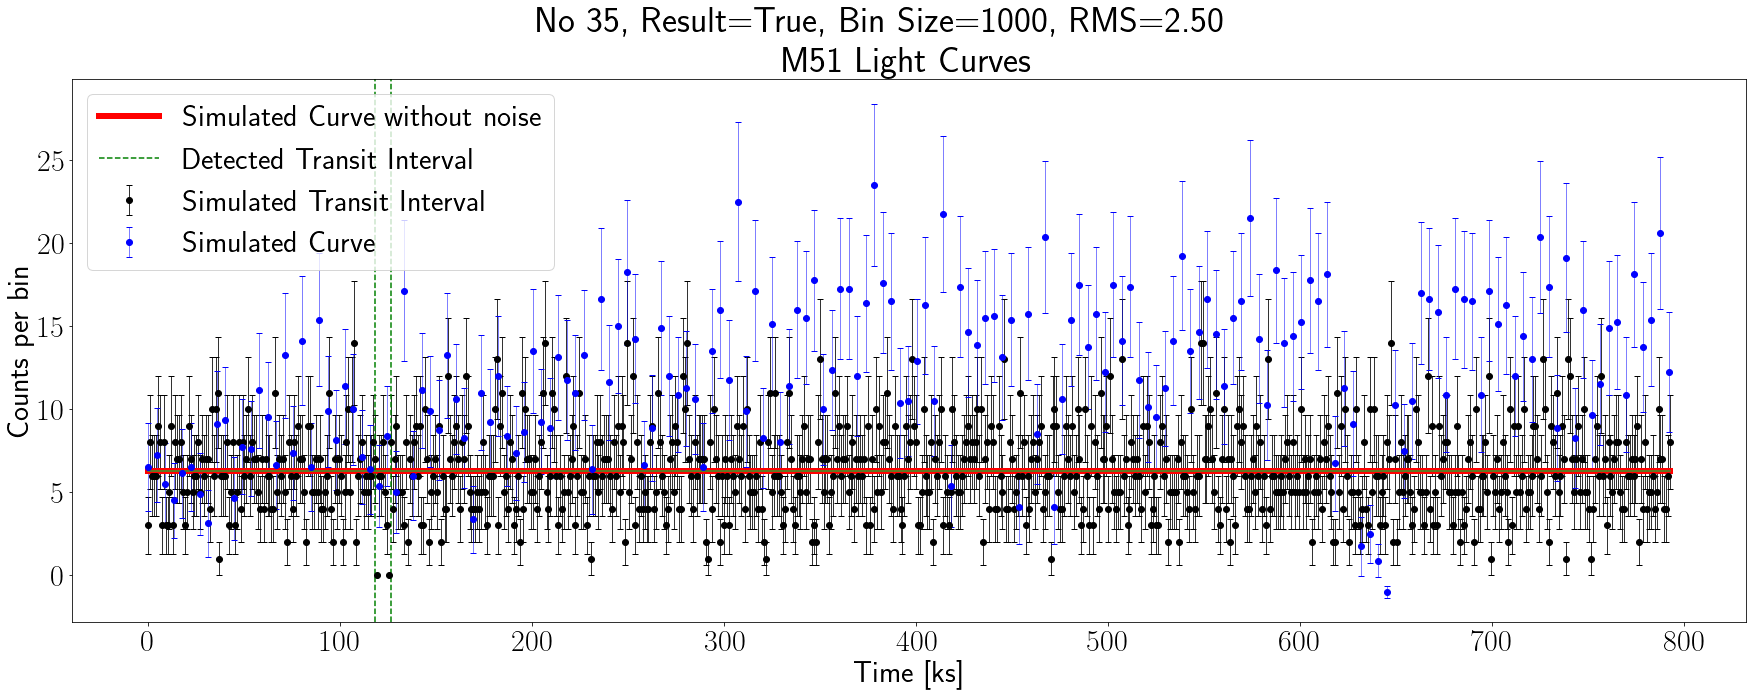 No 35, Result=True, Bin Size=1000, RMS=2.50
M51 Light Curves
Simulated Curve without noise
Detected Transit Interval
Simulated Transit Interval
Simulated Curve
Counts per bin
25
20
15
10
5
0
0 100 200 300 400 500 600 700 800
Time [ks]